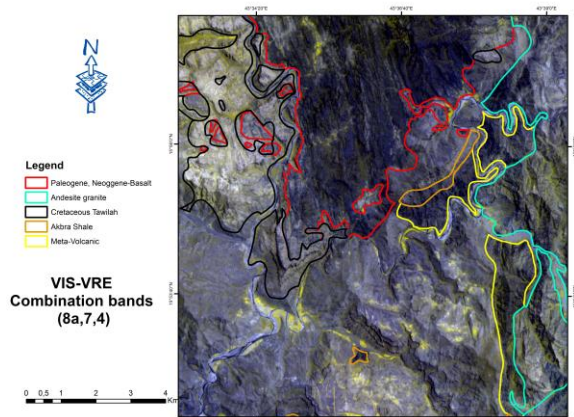 N
Legend
Paleogene, Neoggene-Basalt
Andesite granite
Cretaceous Tawilah
Akbra Shale
Meta-Volcanic
VIS-VRE
Combination bands
(8a,7,4)
0 0,5 1 2 3 4
Km